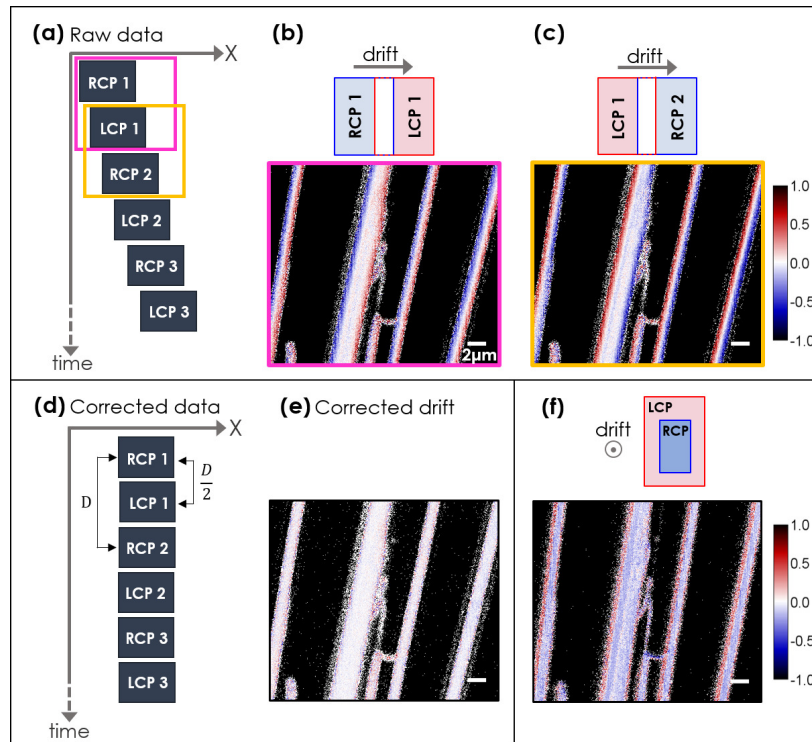 (a) Raw data
X
RCP 1
LCP 1
RCP 2
LCP 2
RCP 3
LCP 3
time
(b)
drift
RCP 1
LCP 1
2µm
(c)
drift
LCP 1
RCP 2
1.0
0.5
0.0
-0.5
-1.0
(d) Corrected data
X
RCP 1
LCP 1
RCP 2
LCP 2
RCP 3
LCP 3
D
D
2
time
(e) Corrected drift
(f)
drift
LCP
RCP
1.0
0.5
0.0
-0.5
-1.0